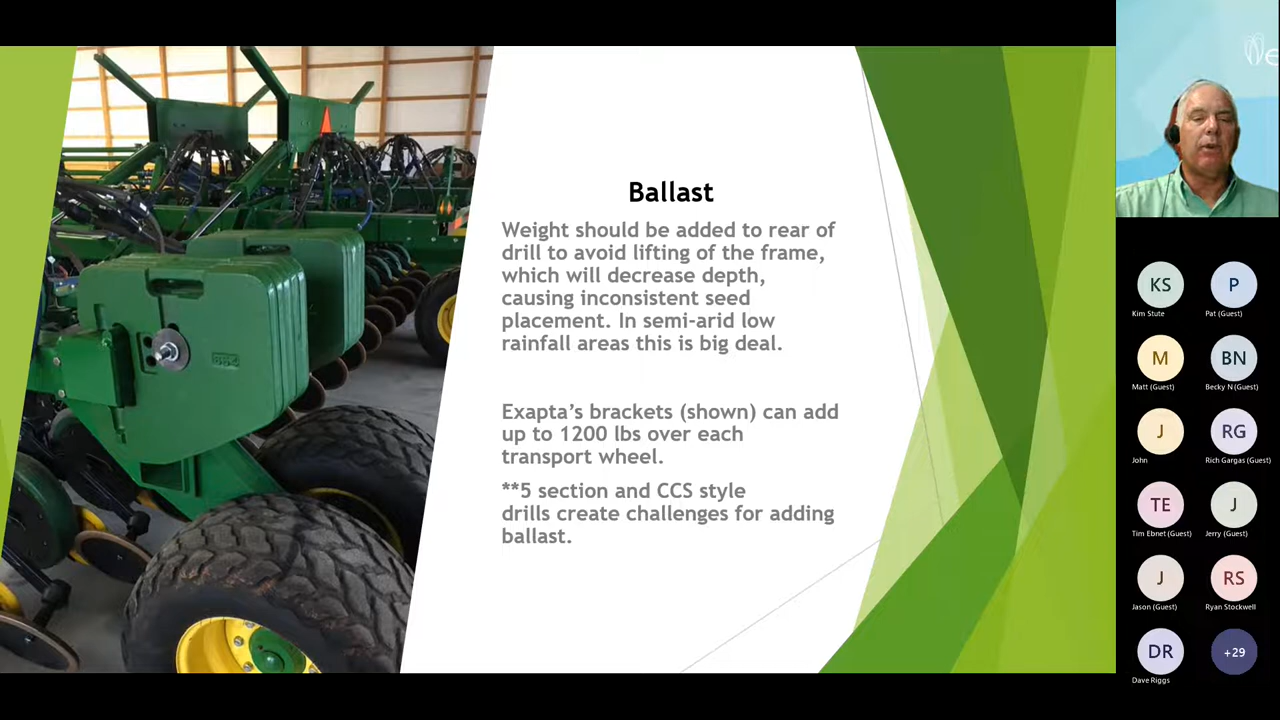 Ballast
Weight should be added to rear of
drill to avoid lifting of the frame,
which will decrease depth,
causing inconsistent seed
placement. In semi-arid low
rainfall areas this is big deal.
Exapta’s brackets (shown) can add
up to 1200 lbs over each
transport wheel.
**5 section and CCS style
drills create challenges for adding
ballast.
KS
Kim Stute
P
Pat (Guest)
M
Matt (Guest)
BN
Becky N (Guest)
J
John
RG
Rich Gargas (Guest)
TE
Tim Ebnet (Guest)
J
Jerry (Guest)
J
Jason (Guest)
RS
Ryan Stockwell
DR
Dave Riggs
+29